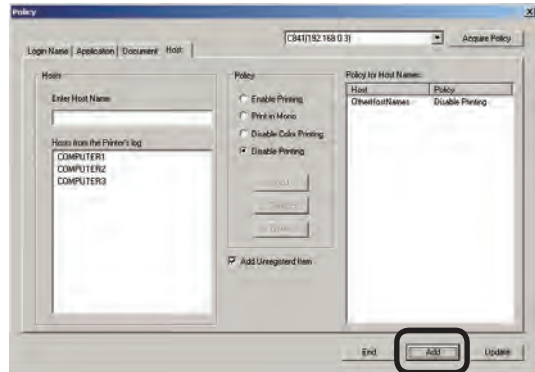 Policy
C841(192.168.0.3)
Acquire Policy
Login Name
Application
Document
Host
Hosts
Enter Host Name
Hosts from the Printer's log
COMPUTER1
COMPUTER2
COMPUTER3
Policy
Enable Printing
Print in Mono
Disable Color Printing
Disable Printing
Add Unregisterd Item
Policy for Host Names:
Host Policy
OtherHostNames Disable Printing
End
Add
Update